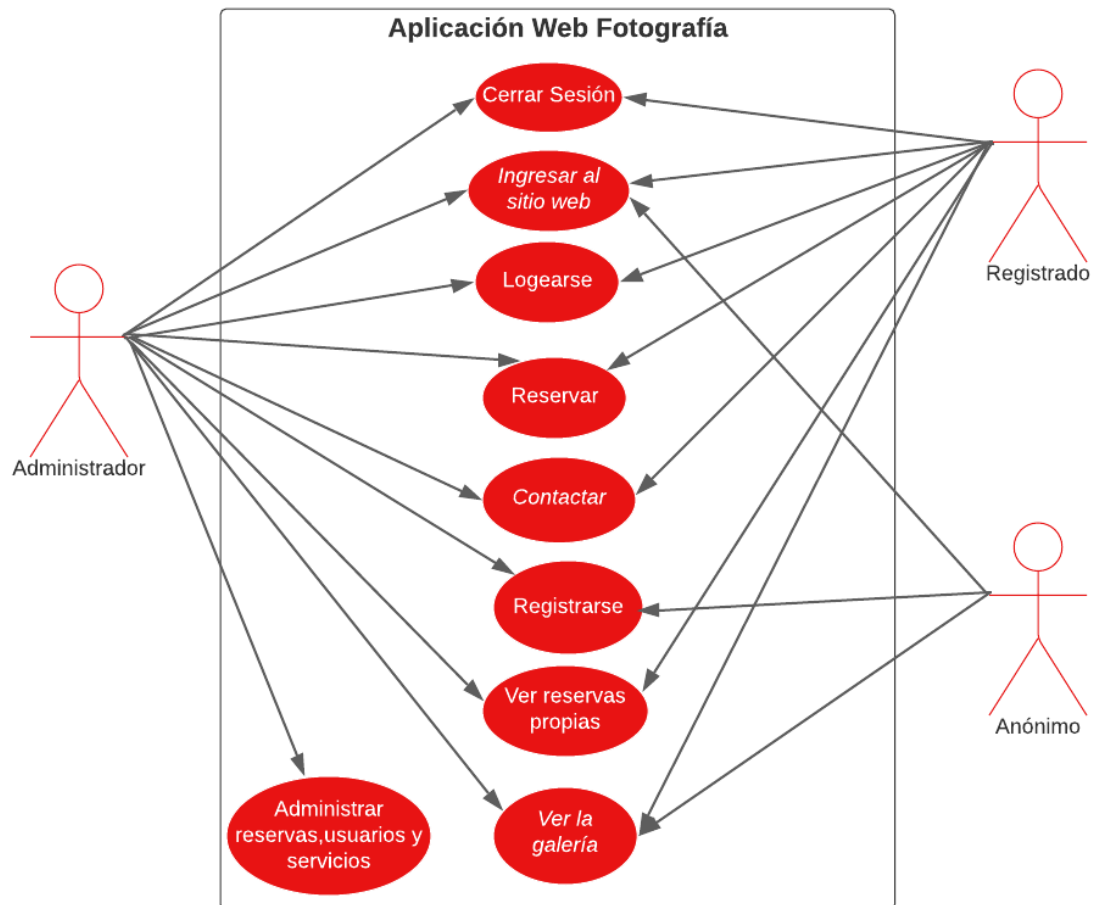 Aplicación Web Fotografía
Cerrar Sesión
Ingresar al
sitio web
Logearse
Registrado
Reservar
Administrador
Contactar
Registrarse
Ver reservas
propias
Anónimo
Administrar
reservas,usuarios y
servicios
Ver la
galería